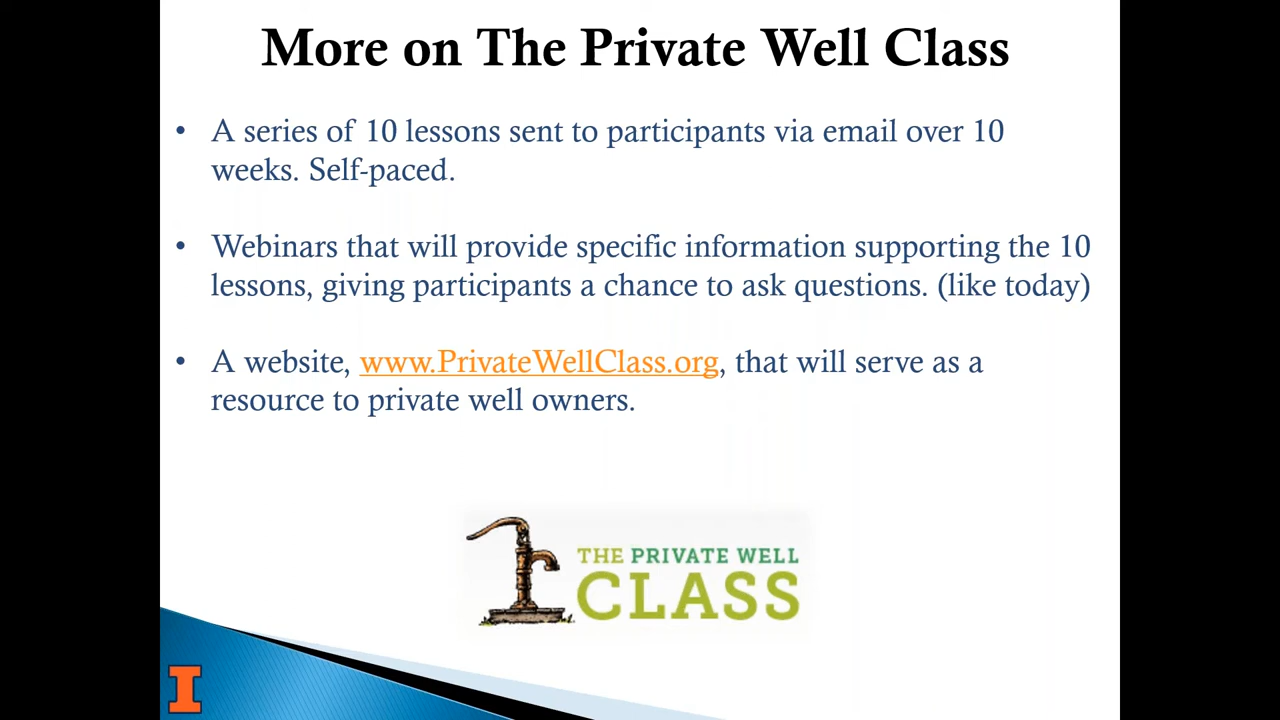 More on The Private Well Class
• A series of 10 lessons sent to participants via email over 10
weeks. Self-paced.
• Webinars that will provide specific information supporting the 10
lessons, giving participants a chance to ask questions. (like today)
• A website, www.PrivateWellClass.org, that will serve as a
resource to private well owners.
THE PRIVATE WELL
CLASS
I